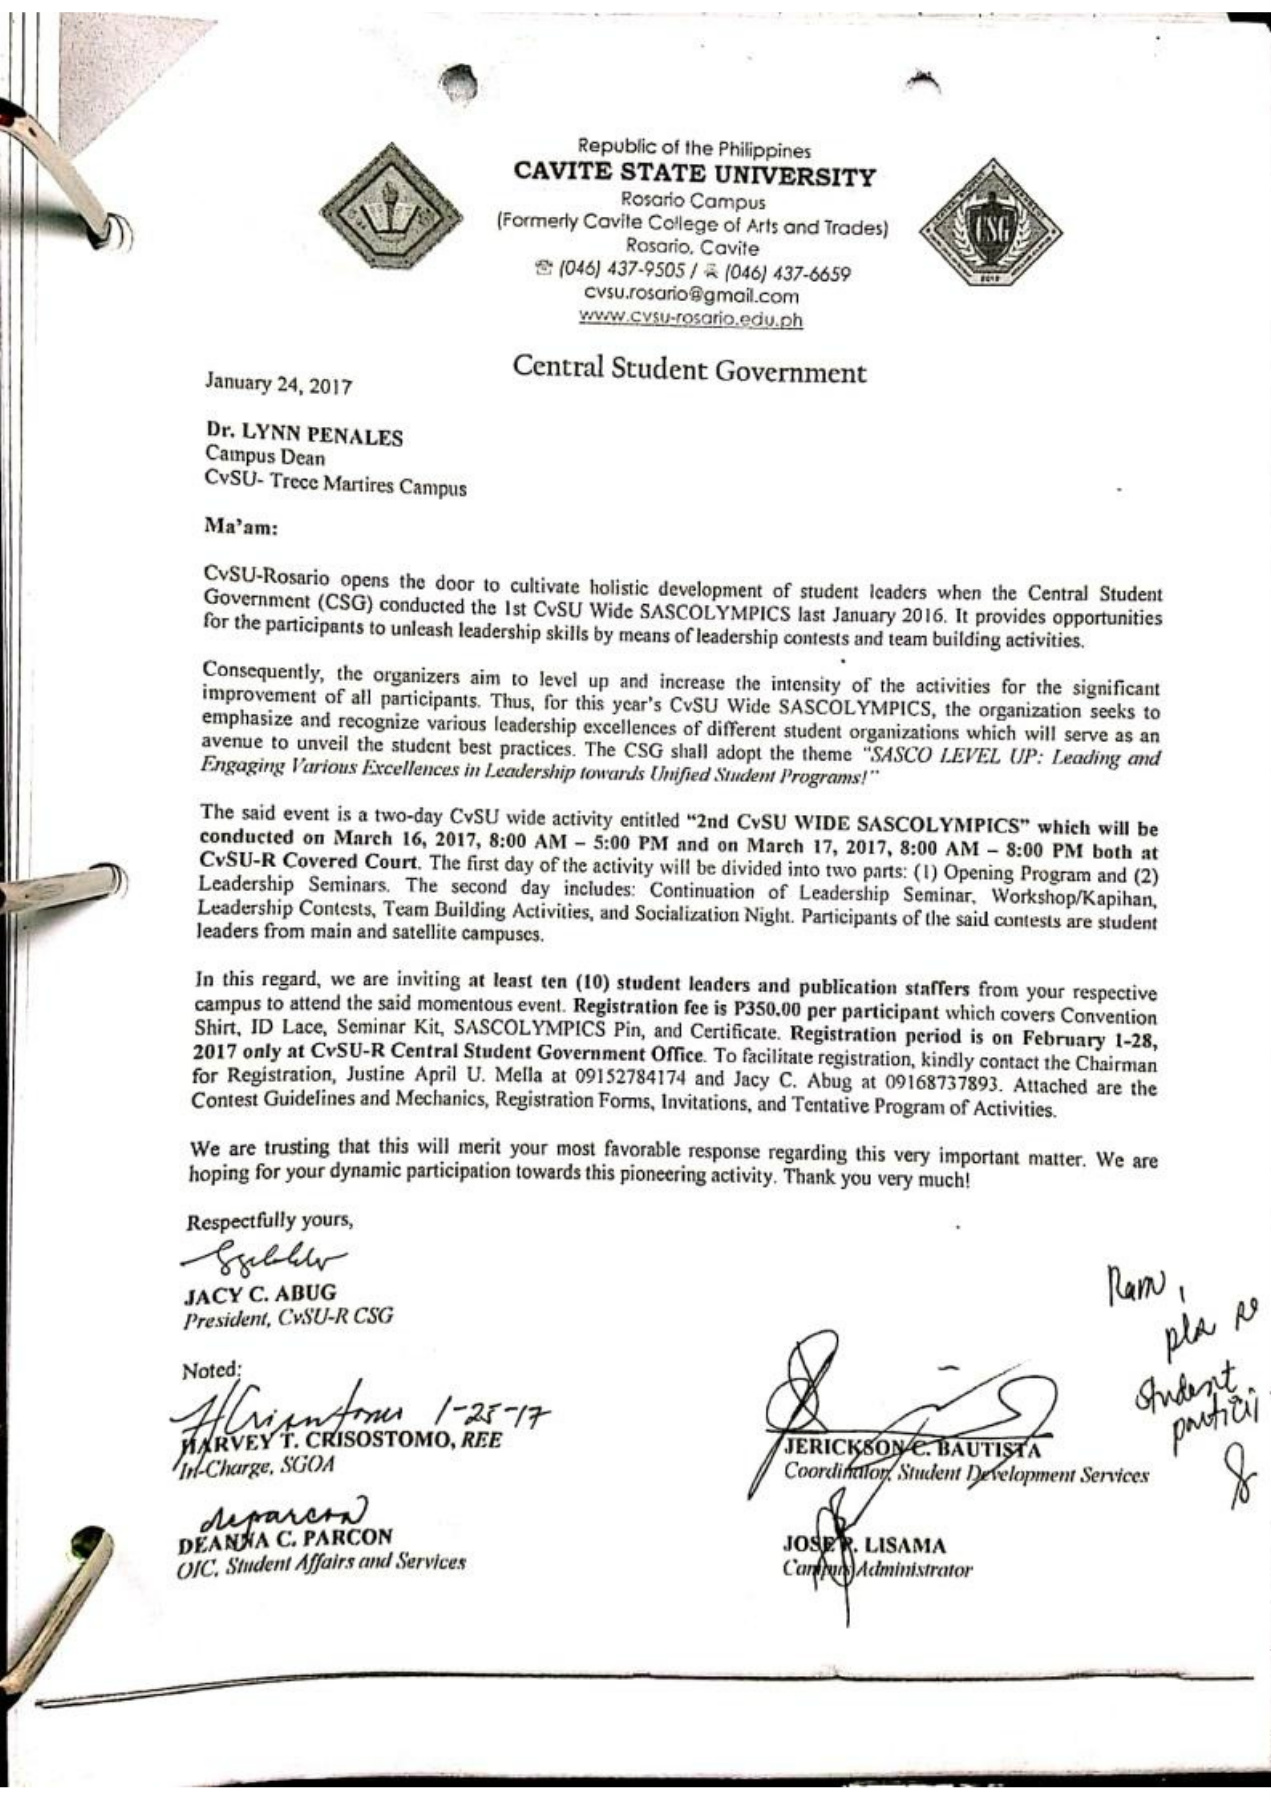 Republic of the Philippines
CAVITE STATE UNIVERSITY
Rosario Campus
(Formerly Cavite College of Arts and Trades)
Rosario, Cavite
☎ (046) 437-9505 / (046) 437-6659
cvsu.rosario@gmail.com
www.cvsu-rosario.edu.ph
CSG
Central Student Government
January 24, 2017
Dr. LYNN PENALES
Campus Dean
CvSU- Trece Martires Campus
Ma'am:
CvSU-Rosario opens the door to cultivate holistic development of student leaders when the Central Student
Government (CSG) conducted the 1st CvSU Wide SASCOLYMPICS last January 2016. It provides opportunities
for the participants to unleash leadership skills by means of leadership contests and team building activities.
Consequently, the organizers aim to level up and increase the intensity of the activities for the significant
improvement of all participants. Thus, for this year's CvSU Wide SASCOLYMPICS, the organization seeks to
emphasize and recognize various leadership excellences of different student organizations which will serve as an
avenue to unveil the student best practices. The CSG shall adopt the theme "SASCO LEVEL UP: Leading and
Engaging Various Excellences in Leadership towards Unified Student Programs!"
The said event is a two-day CvSU wide activity entitled "2nd CvSU WIDE SASCOLYMPICS" which will be
conducted on March 16, 2017, 8:00 AM – 5:00 PM and on March 17, 2017, 8:00 AM – 8:00 PM both at
CvSU-R Covered Court. The first day of the activity will be divided into two parts: (1) Opening Program and (2)
Leadership Seminars. The second day includes: Continuation of Leadership Seminar, Workshop/Kapihan,
Leadership Contests, Team Building Activities, and Socialization Night. Participants of the said contests are student
leaders from main and satellite campuses.
In this regard, we are inviting at least ten (10) student leaders and publication staffers from your respective
campus to attend the said momentous event. Registration fee is P350.00 per participant which covers Convention
Shirt, ID Lace, Seminar Kit, SASCOLYMPICS Pin, and Certificate. Registration period is on February 1-28,
2017 only at CvSU-R Central Student Government Office. To facilitate registration, kindly contact the Chairman
for Registration, Justine April U. Mella at 09152784174 and Jacy C. Abug at 09168737893. Attached are the
Contest Guidelines and Mechanics, Registration Forms, Invitations, and Tentative Program of Activities.
We are trusting that this will merit your most favorable response regarding this very important matter. We are
hoping for your dynamic participation towards this pioneering activity. Thank you very much!
Respectfully yours,
JACY C. ABUG
President, CvSU-R CSG
Ram,
student
Noted:
1-25-17
HARVEY T. CRISOSTOMO, REE
In-Charge, SGOA
JERICKSON C. BAUTISTA
Coordinator, Student Development Services
deparcon
DEANNA C. PARCON
OIC, Student Affairs and Services
JOSE R. LISAMA
Campus Administrator